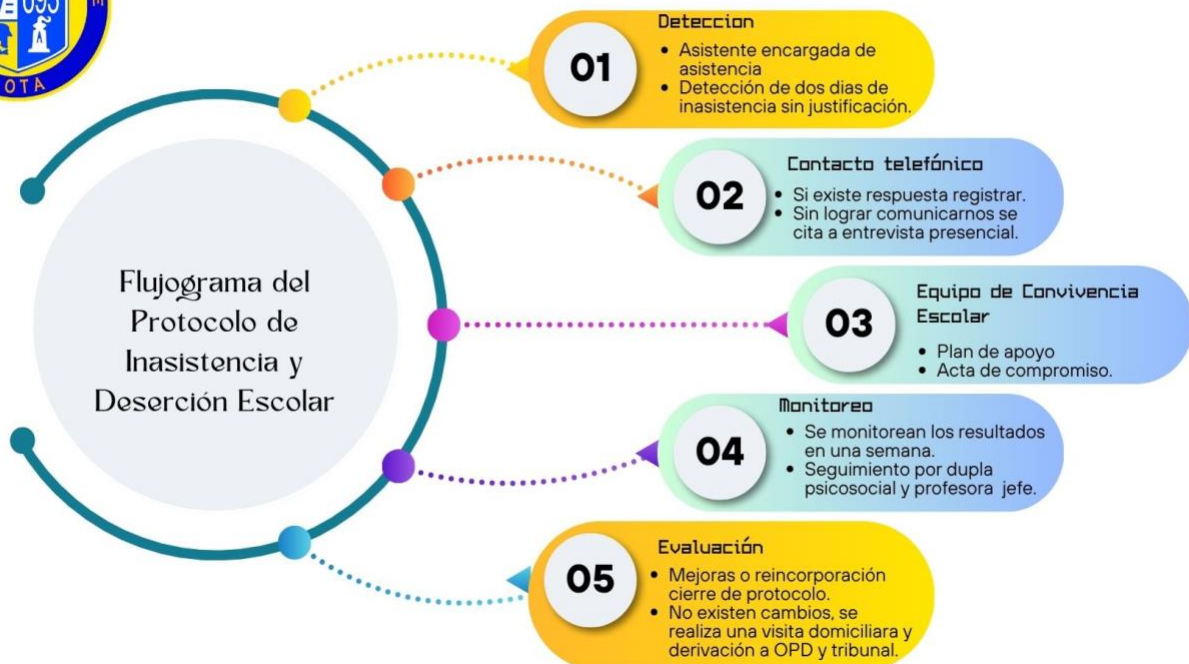 093
OTA
Flujograma del
Protocolo de
Inasistencia y
Deserción Escolar
01
Deteccion
• Asistente encargada de
asistencia
• Detección de dos dias de
inasistencia sin justificación.
02
Contacto telefónico
• Si existe respuesta registrar.
• Sin lograr comunicarnos se
cita a entrevista presencial.
03
Equipo de Convivencia
Escolar
• Plan de apoyo
• Acta de compromiso.
04
Monitoreo
• Se monitorean los resultados
en una semana.
• Seguimiento por dupla
psicosocial y profesora jefe.
05
Evaluación
• Mejoras o reincorporación
cierre de protocolo.
• No existen cambios, se
realiza una visita domiciliara y
derivación a OPD y tribunal.